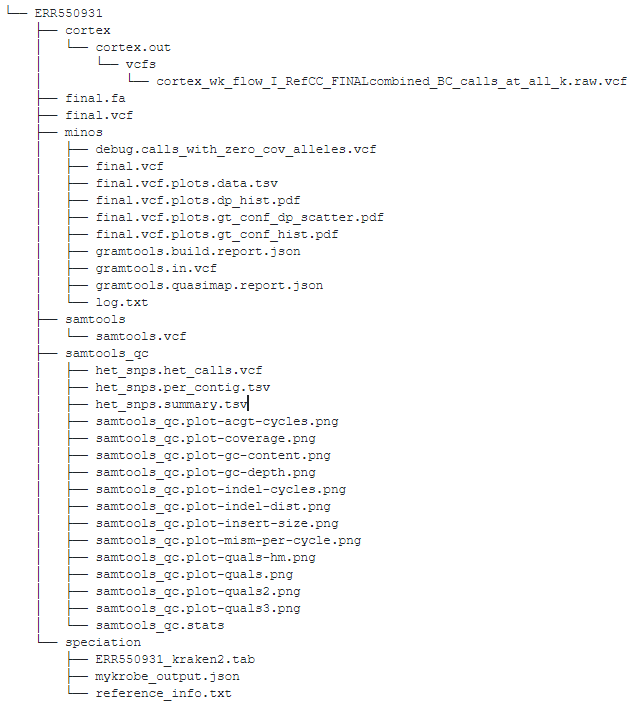 └── ERR550931
    ├── cortex
    │   └── cortex.out
    │       └── vcfs
    │           └── cortex_wk_flow_I_RefCC_FINALcombined_BC_calls_at_all_k.raw.vcf
    ├── final.fa
    ├── final.vcf
    ├── minos
    │   ├── debug.calls_with_zero_cov_alleles.vcf
    │   ├── final.vcf
    │   ├── final.vcf.plots.data.tsv
    │   ├── final.vcf.plots.dp_hist.pdf
    │   ├── final.vcf.plots.gt_conf_dp_scatter.pdf
    │   ├── final.vcf.plots.gt_conf_hist.pdf
    │   ├── gramtools.build.report.json
    │   ├── gramtools.in.vcf
    │   ├── gramtools.quasimap.report.json
    │   └── log.txt
    ├── samtools
    │   └── samtools.vcf
    ├── samtools_qc
    │   ├── het_snps.het_calls.vcf
    │   ├── het_snps.per_contig.tsv
    │   ├── het_snps.summary.tsv
    │   ├── samtools_qc.plot-acgt-cycles.png
    │   ├── samtools_qc.plot-coverage.png
    │   ├── samtools_qc.plot-gc-content.png
    │   ├── samtools_qc.plot-gc-depth.png
    │   ├── samtools_qc.plot-indel-cycles.png
    │   ├── samtools_qc.plot-indel-dist.png
    │   ├── samtools_qc.plot-insert-size.png
    │   ├── samtools_qc.plot-mism-per-cycle.png
    │   ├── samtools_qc.plot-quals-hm.png
    │   ├── samtools_qc.plot-quals.png
    │   ├── samtools_qc.plot-quals2.png
    │   ├── samtools_qc.plot-quals3.png
    │   └── samtools_qc.stats
    └── speciation
        ├── ERR550931_kraken2.tab
        ├── mykrobe_output.json
        └── reference_info.txt